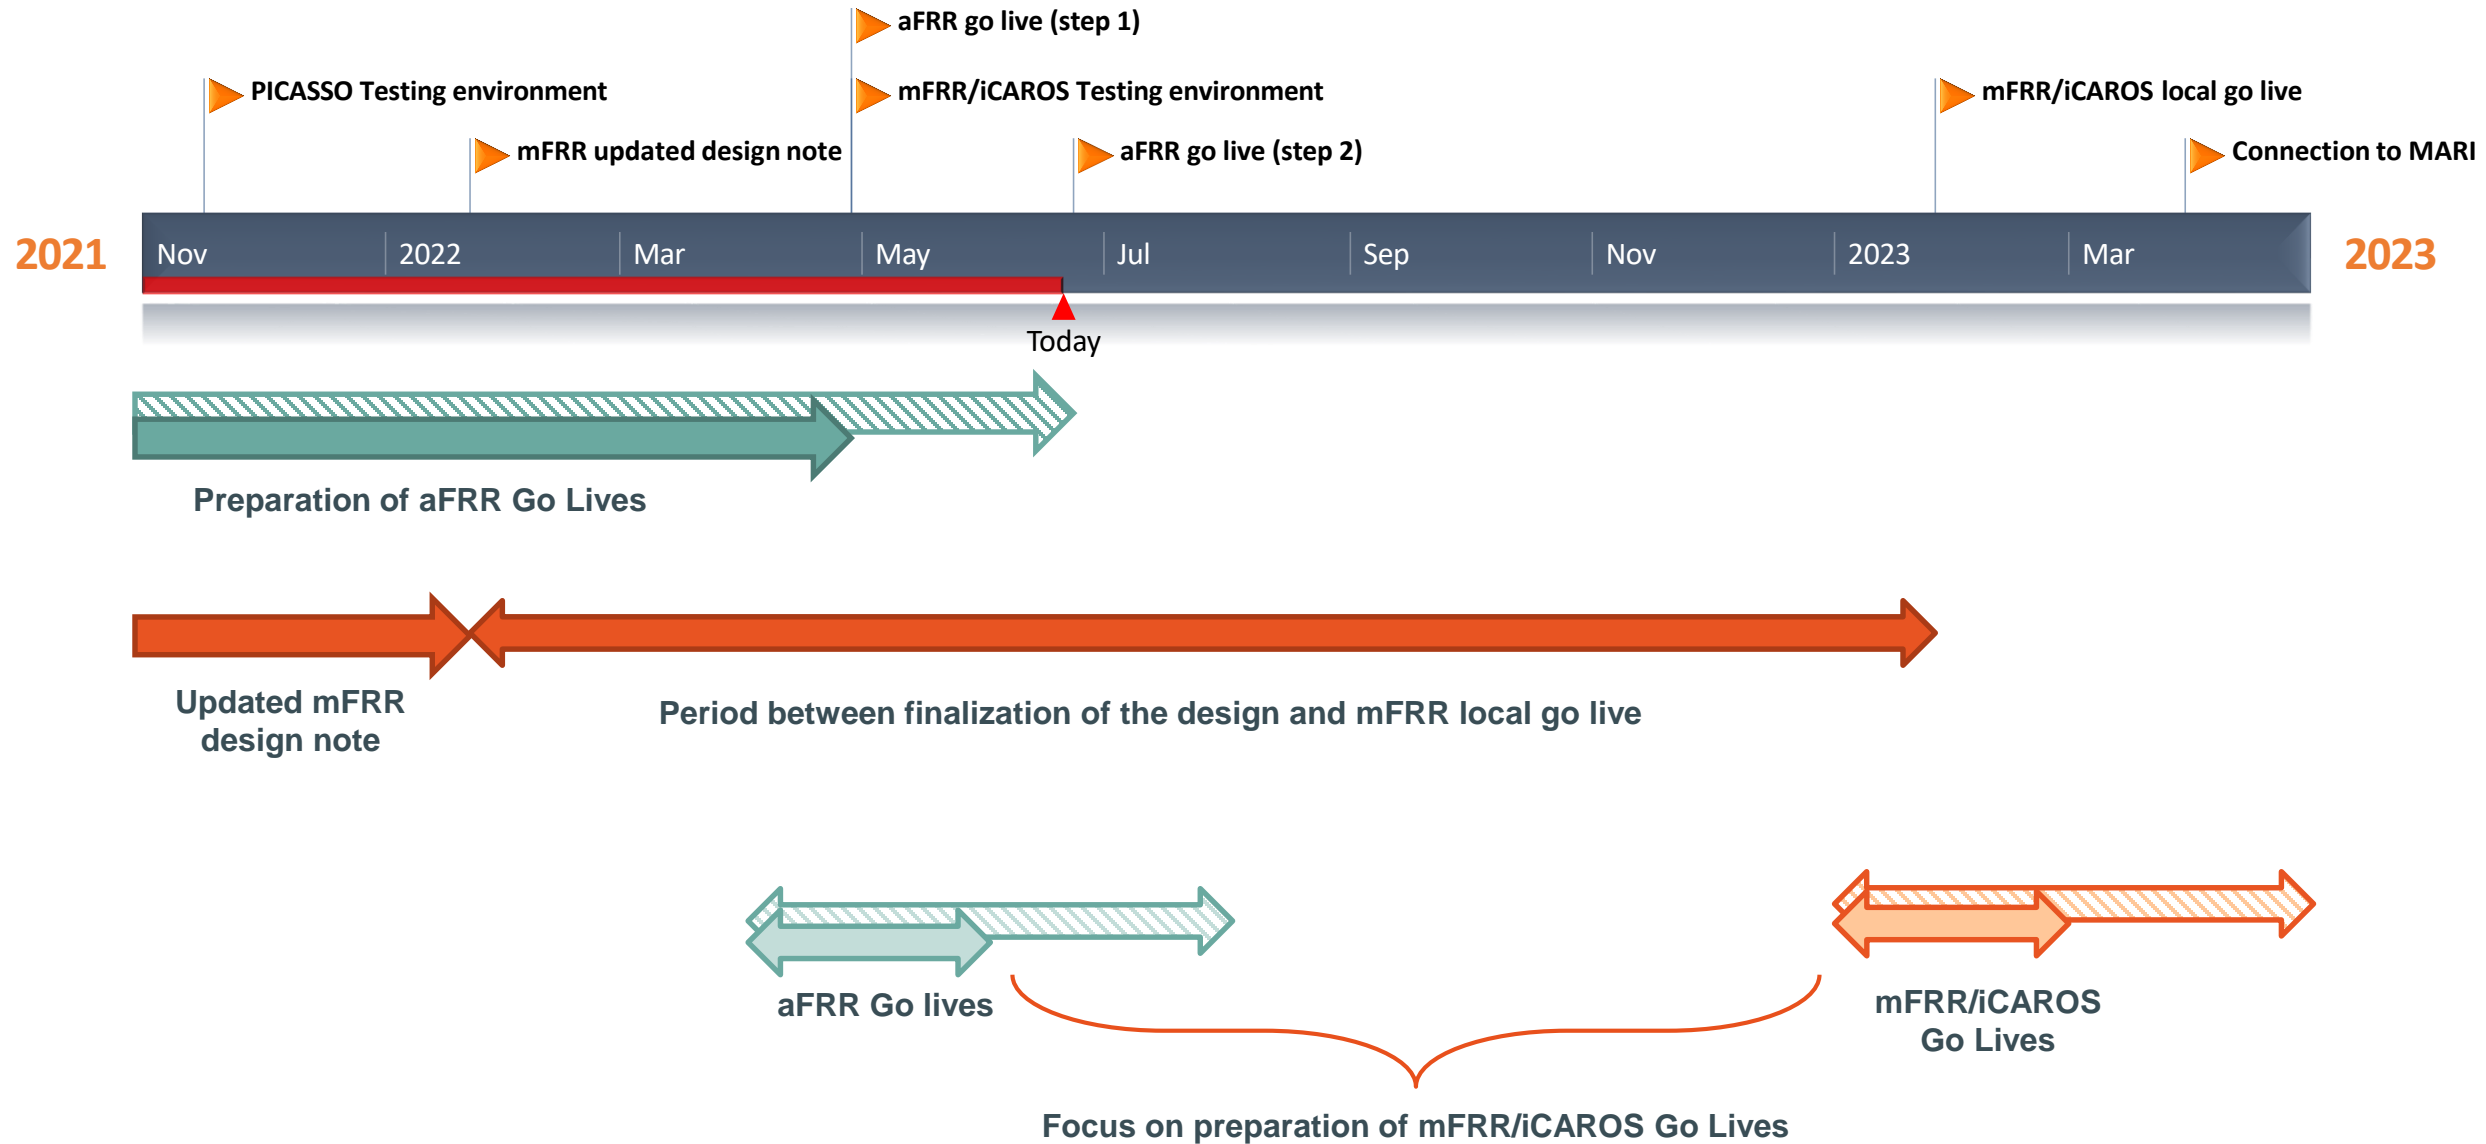 aFRR go live (step 1)
PICASSO Testing environment
mFRR/iCAROS Testing environment
mFRR/iCAROS local go live
mFRR updated design note
aFRR go live (step 2)
Connection to MARI
2021
Nov
2022
Mar
May
Jul
Sep
Nov
2023
Mar
2023
Today
Preparation of aFRR Go Lives
Updated mFRR
design note
Period between finalization of the design and mFRR local go live
aFRR Go lives
mFRR/iCAROS
Go Lives
Focus on preparation of mFRR/iCAROS Go Lives